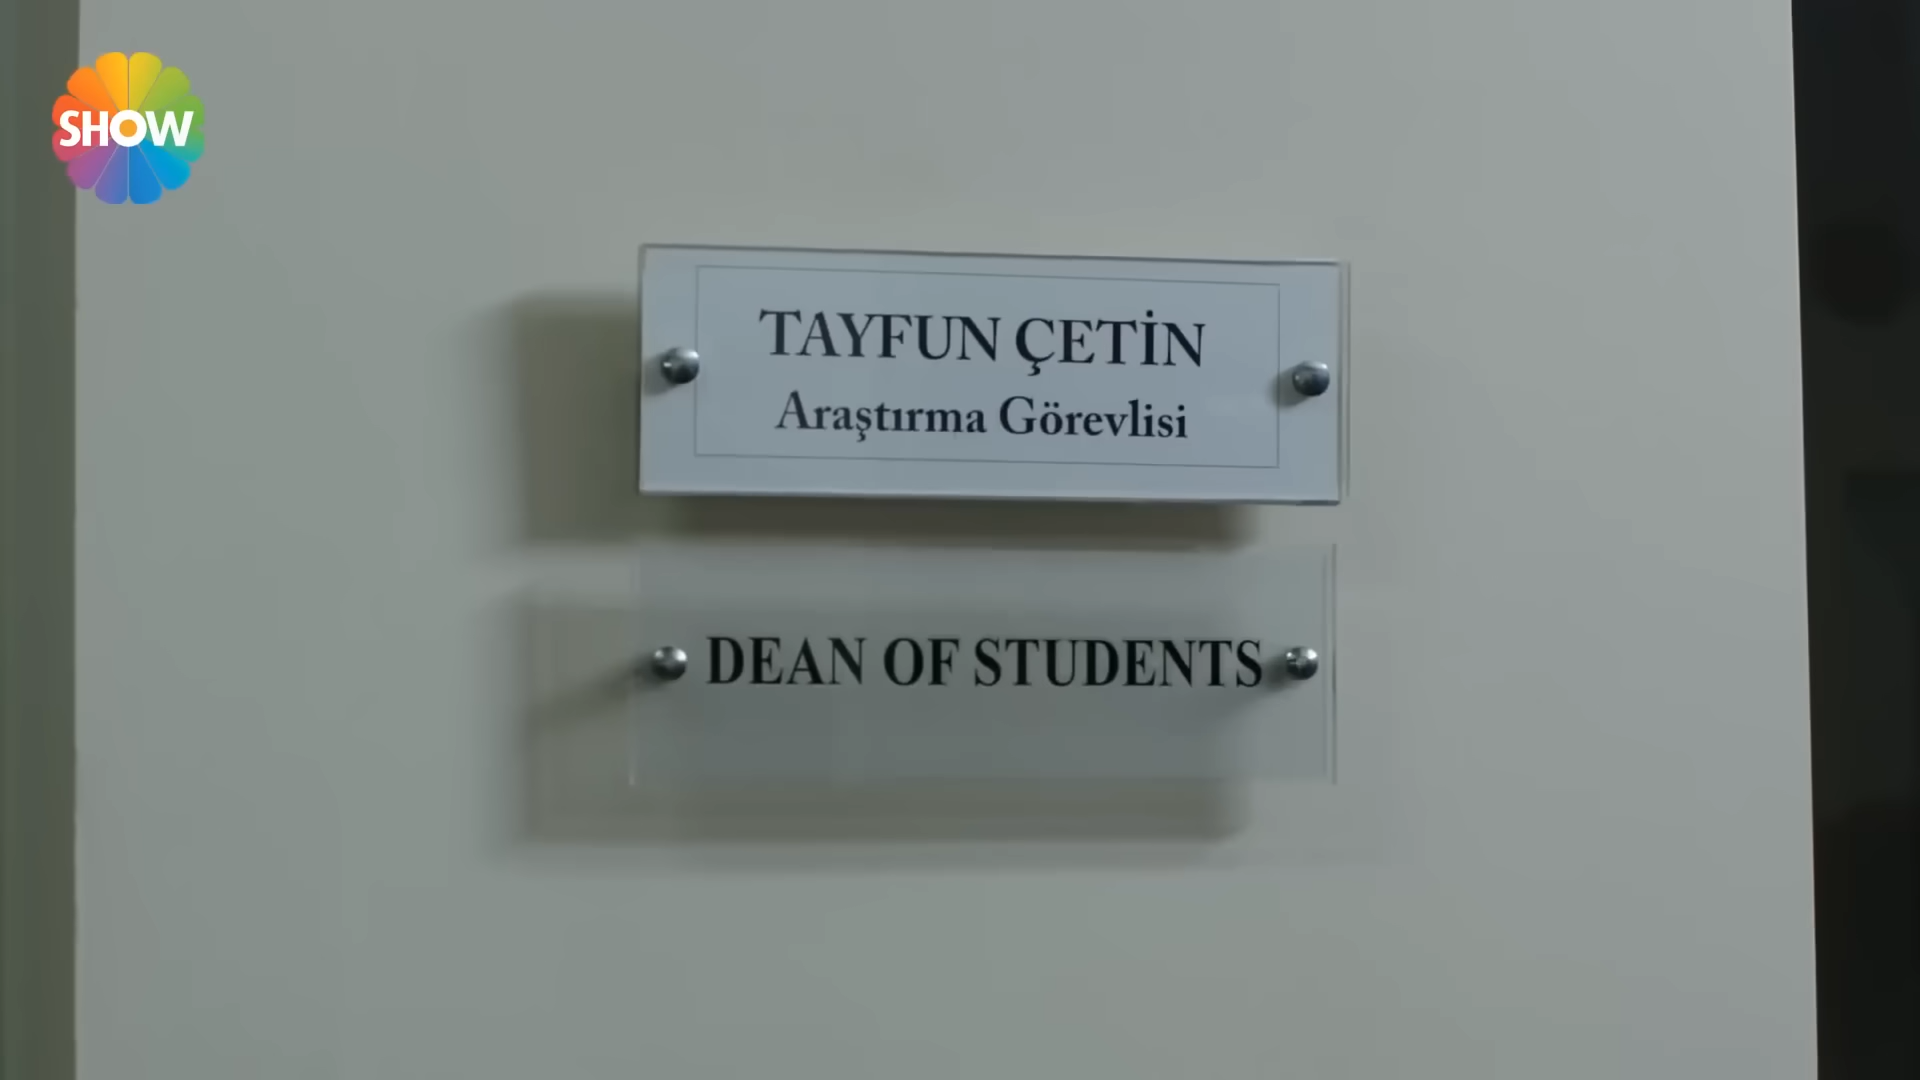 SHOW
TAYFUN ÇETİN
Araştırma Görevlisi
DEAN OF STUDENTS